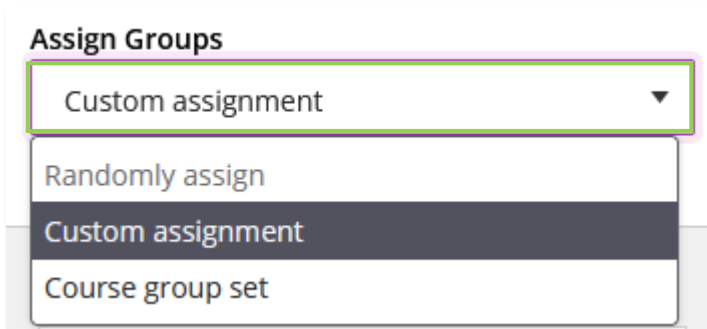 Assign Groups
Custom assignment
Randomly assign
Custom assignment
Course group set